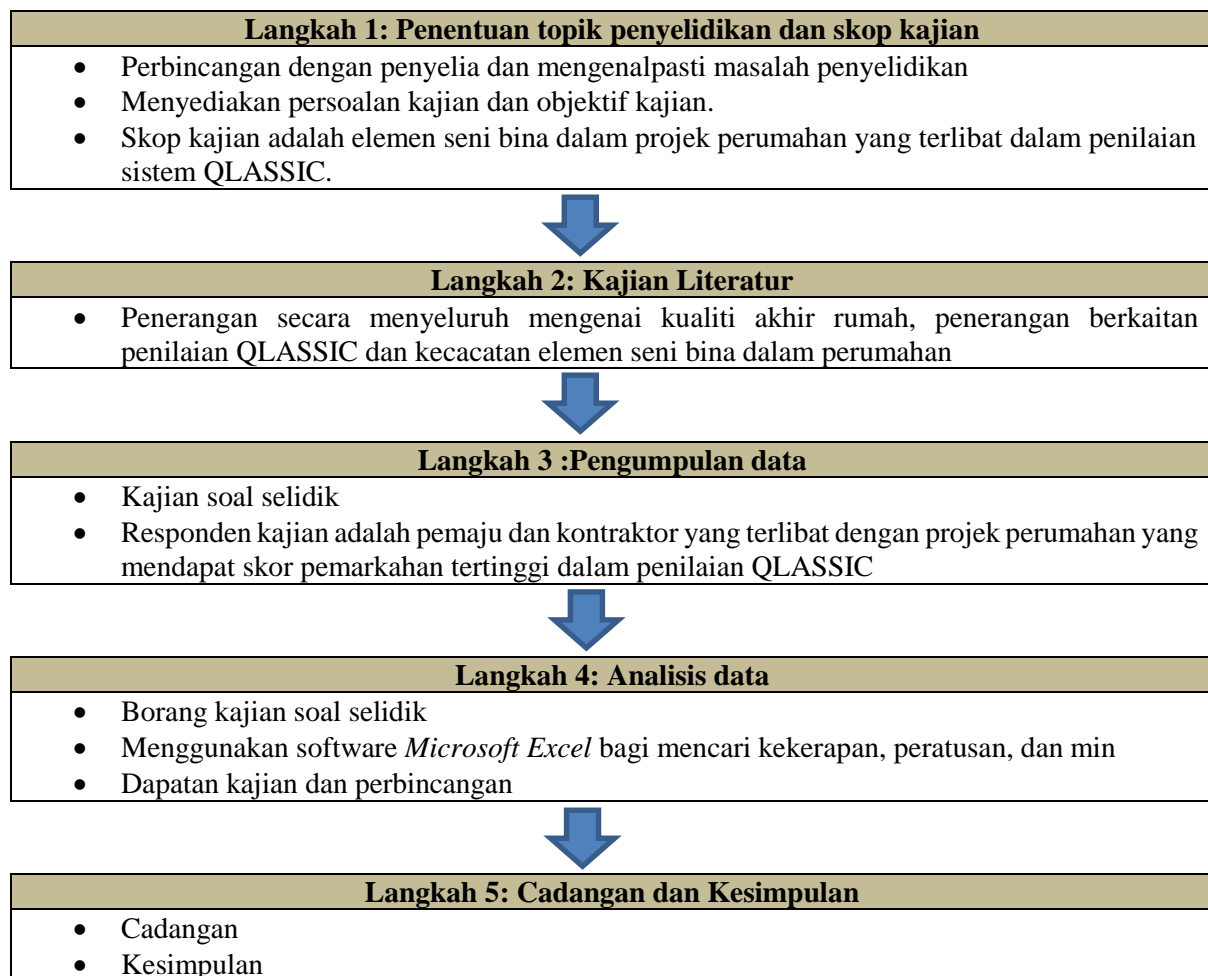 Langkah 1: Penentuan topik penyelidikan dan skop kajian
• Perbincangan dengan penyelia dan mengenalpasti masalah penyelidikan
• Menyediakan persoalan kajian dan objektif kajian.
• Skop kajian adalah elemen seni bina dalam projek perumahan yang terlibat dalam penilaian
sistem QLASSIC.
Langkah 2: Kajian Literatur
• Penerangan secara menyeluruh mengenai kualiti akhir rumah, penerangan berkaitan
penilaian QLASSIC dan kecacatan elemen seni bina dalam perumahan
Langkah 3 :Pengumpulan data
• Kajian soal selidik
• Responden kajian adalah pemaju dan kontraktor yang terlibat dengan projek perumahan yang
mendapat skor pemarkahan tertinggi dalam penilaian QLASSIC
Langkah 4: Analisis data
• Borang kajian soal selidik
• Menggunakan software Microsoft Excel bagi mencari kekerapan, peratusan, dan min
• Dapatan kajian dan perbincangan
Langkah 5: Cadangan dan Kesimpulan
• Cadangan
• Kesimpulan